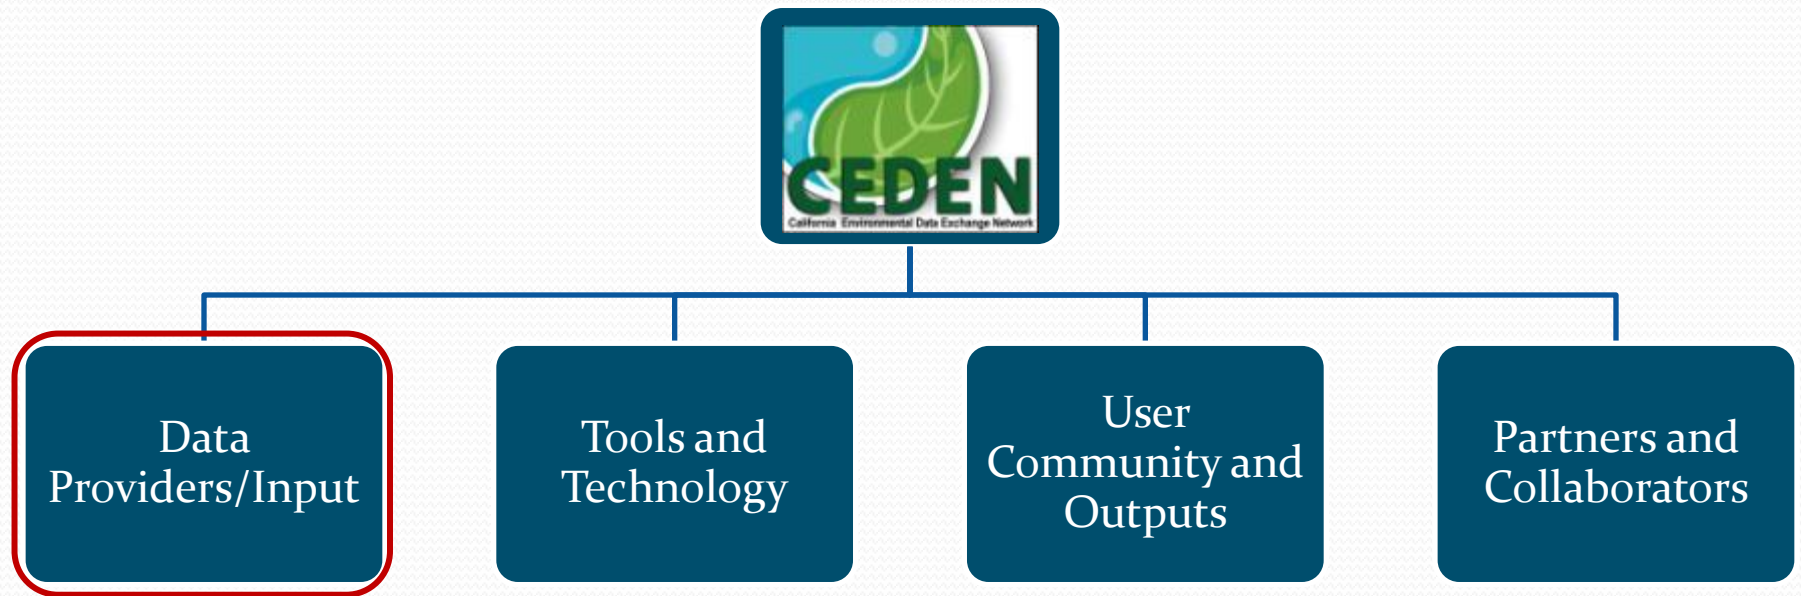 CEDEN
California Environmental Data Exchange Network
Data
Providers/Input
Tools and
Technology
User
Community and
Outputs
Partners and
Collaborators